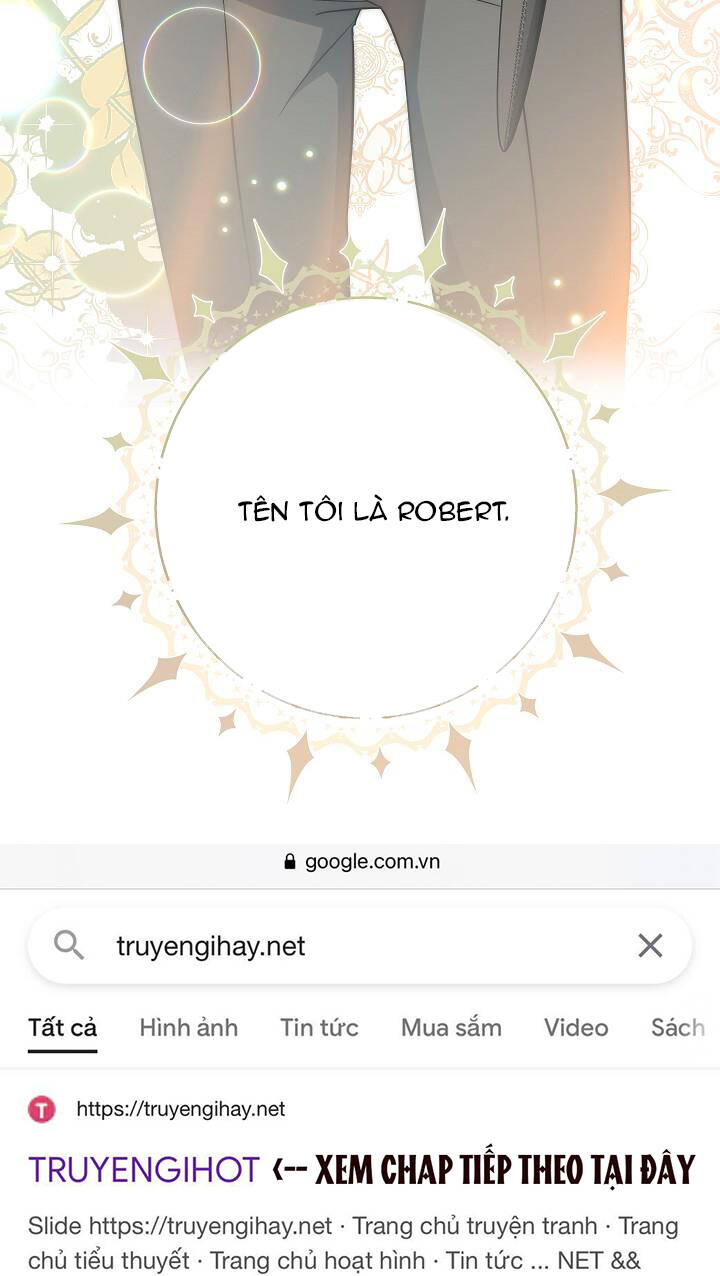 TÊN TÔI LÀ ROBERT.
google.com.vn
truyengihay.net
Tất cả Hình ảnh Tin tức Mua sắm Video Sách
T https://truyengihay.net
TRUYENGIHOT <-- XEM CHAP TIẾP THEO TẠI ĐÂY
Slide https://truyengihay.net · Trang chủ truyện tranh · Trang
chủ tiểu thuyết · Trang chủ hoạt hình · Tin tức ... NET &&